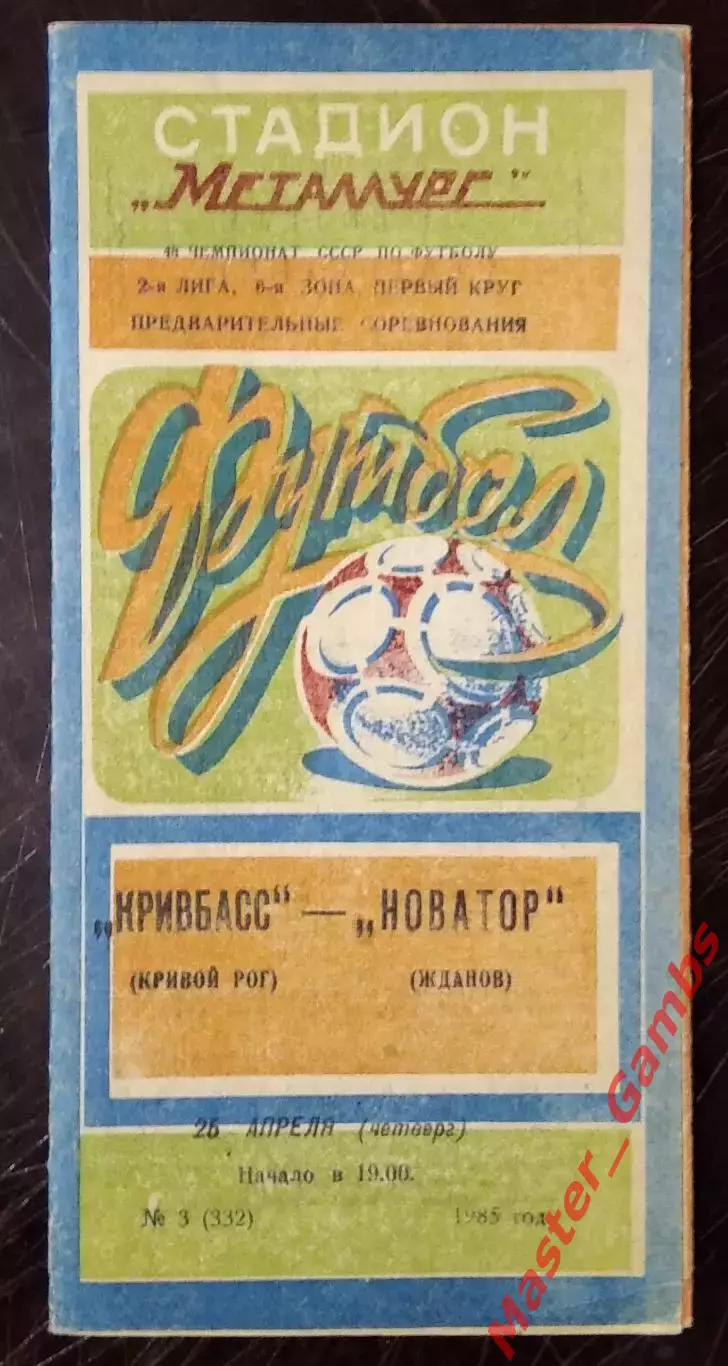 СТАДИОН
„Металлург"
48 ЧЕМПИОНАТ СССР ПО ФУТБОЛУ
2-я ЛИГА, 6-я ЗОНА, ПЕРВЫЙ КРУГ
ПРЕДВАРИТЕЛЬНЫЕ СОРЕВНОВАНИЯ
Футбол
„КРИВБАСС" — „НОВАТОР"
(КРИВОЙ РОГ) (ЖДАНОВ)
25 АПРЕЛЯ (четверг)
Начало в 19.00.
№ 3 (332) 1985 год
Master_Gambs